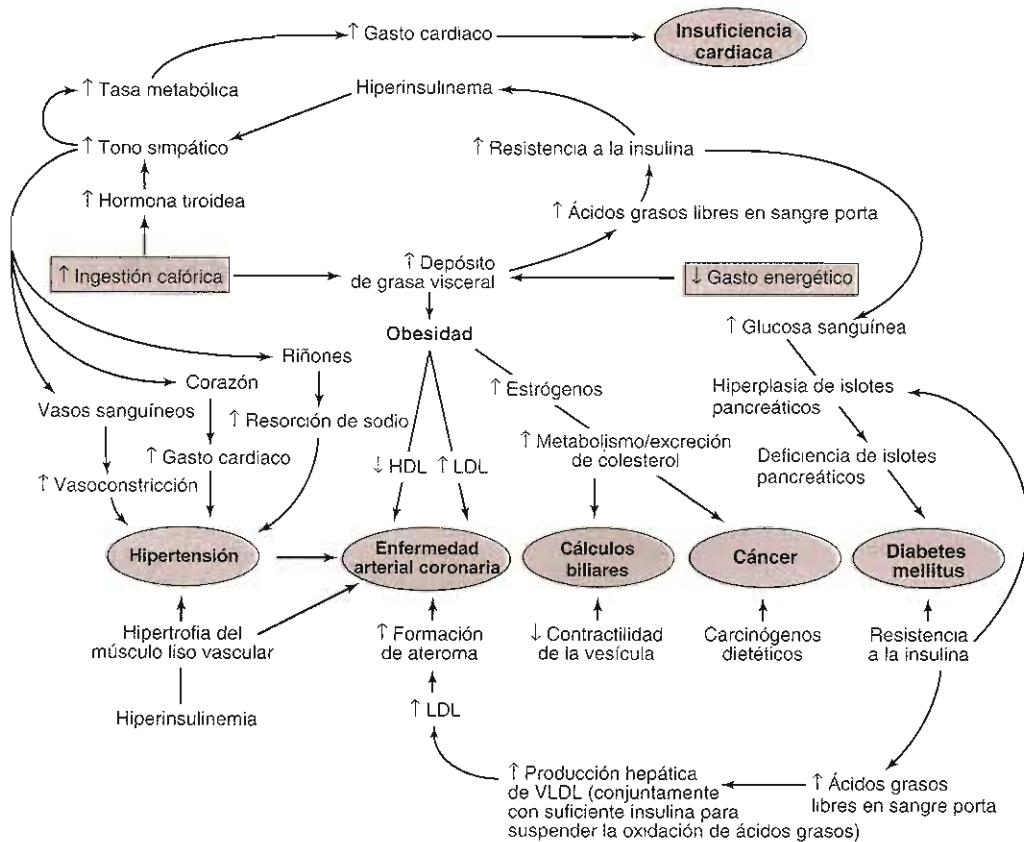 ↑ Gasto cardiaco
Insuficiencia
cardiaca
↑ Tasa metabólica
Hiperinsulinema
↑ Tono simpático
↑ Resistencia a la insulina
↑ Hormona tiroidea
↑ Ácidos grasos libres en sangre porta
↑ Ingestión calórica
↑ Depósito
de grasa visceral
↓ Gasto energético
Obesidad
↑ Glucosa sanguínea
Riñones
Corazón
↑ Estrógenos
Hiperplasia de islotes
pancreáticos
Vasos sanguíneos
↑ Resorción de sodio
↑ Metabolismo/excreción
de colesterol
↑ Gasto cardiaco
↓ HDL
↑ LDL
Deficiencia de islotes
pancreáticos
↑ Vasoconstricción
Hipertensión
Enfermedad
arterial coronaria
Cálculos
biliares
Cáncer
Diabetes
mellitus
Hipertrofia del
músculo liso vascular
↑ Formación
de ateroma
↓ Contractilidad
de la vesícula
Carcinógenos
dietéticos
Resistencia
a la insulina
Hiperinsulinemia
↑ LDL
↑ Producción hepática
de VLDL (conjuntamente
con suficiente insulina para
suspender la oxidación de ácidos grasos)
↑ Ácidos grasos
libres en sangre porta